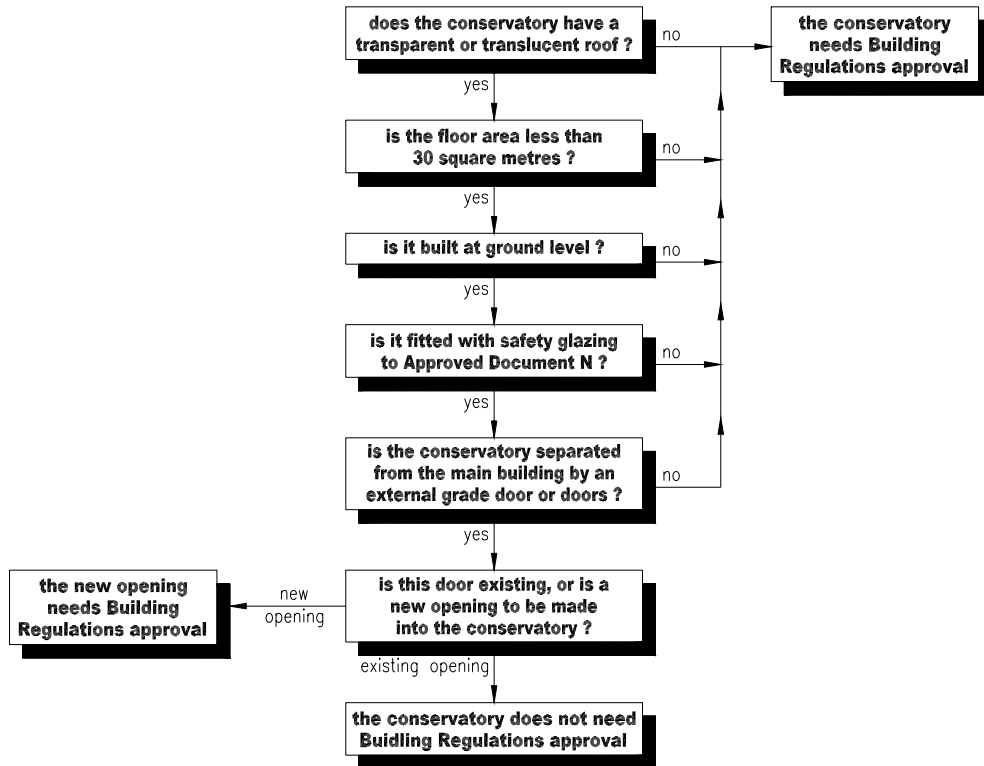 does the conservatory have a
transparent or translucent roof ?
no
the conservatory
needs Building
Regulations approval
yes
is the floor area less than
30 square metres ?
no
yes
is it built at ground level ?
no
yes
is it fitted with safety glazing
to Approved Document N ?
no
yes
is the conservatory separated
from the main building by an
external grade door or doors ?
no
yes
is this door existing, or is a
new opening to be made
into the conservatory ?
new
opening
the new opening
needs Building
Regulations approval
existing opening
the conservatory does not need
Buidling Regulations approval